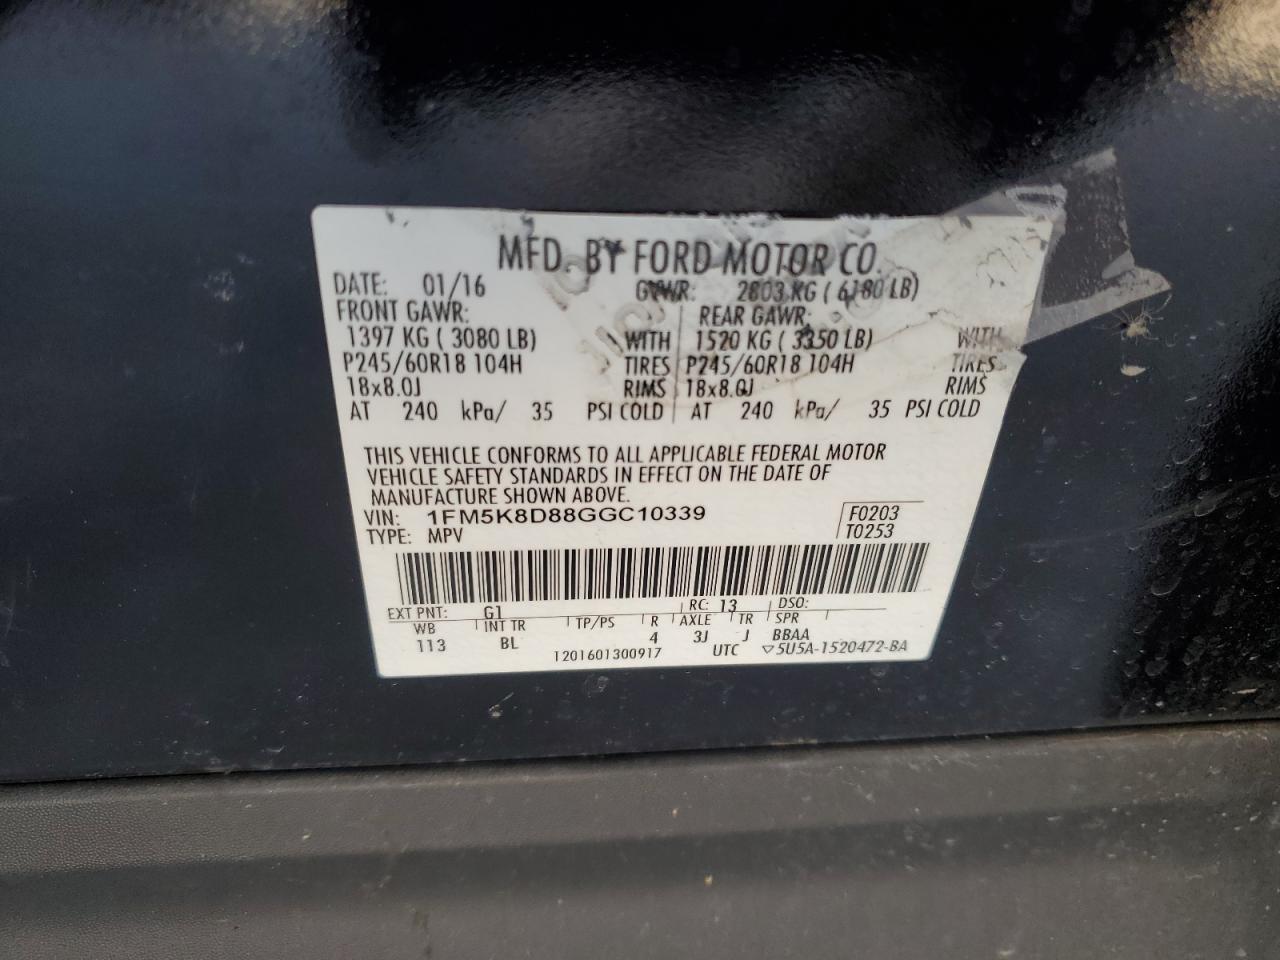 MFD. BY FORD MOTOR CO.
DATE: 01/16 GVWR: 2803 KG ( 6180 LB)
FRONT GAWR: REAR GAWR:
1397 KG ( 3080 LB) WITH 1520 KG ( 3350 LB) WITH
P245/60R18 104H TIRES P245/60R18 104H TIRES
18x8.0J RIMS 18x8.0J RIMS
AT 240 kPa/ 35 PSI COLD AT 240 kPa/ 35 PSI COLD
THIS VEHICLE CONFORMS TO ALL APPLICABLE FEDERAL MOTOR
VEHICLE SAFETY STANDARDS IN EFFECT ON THE DATE OF
MANUFACTURE SHOWN ABOVE.
VIN: 1FM5K8D88GGC10339 F0203
TYPE: MPV T0253
EXT PNT: G1 RC: 13 DSO:
WB INT TR TP/PS R AXLE TR SPR
113 BL 4 3J J BBAA
1201601300917 UTC ▽5U5A-1520472-BA